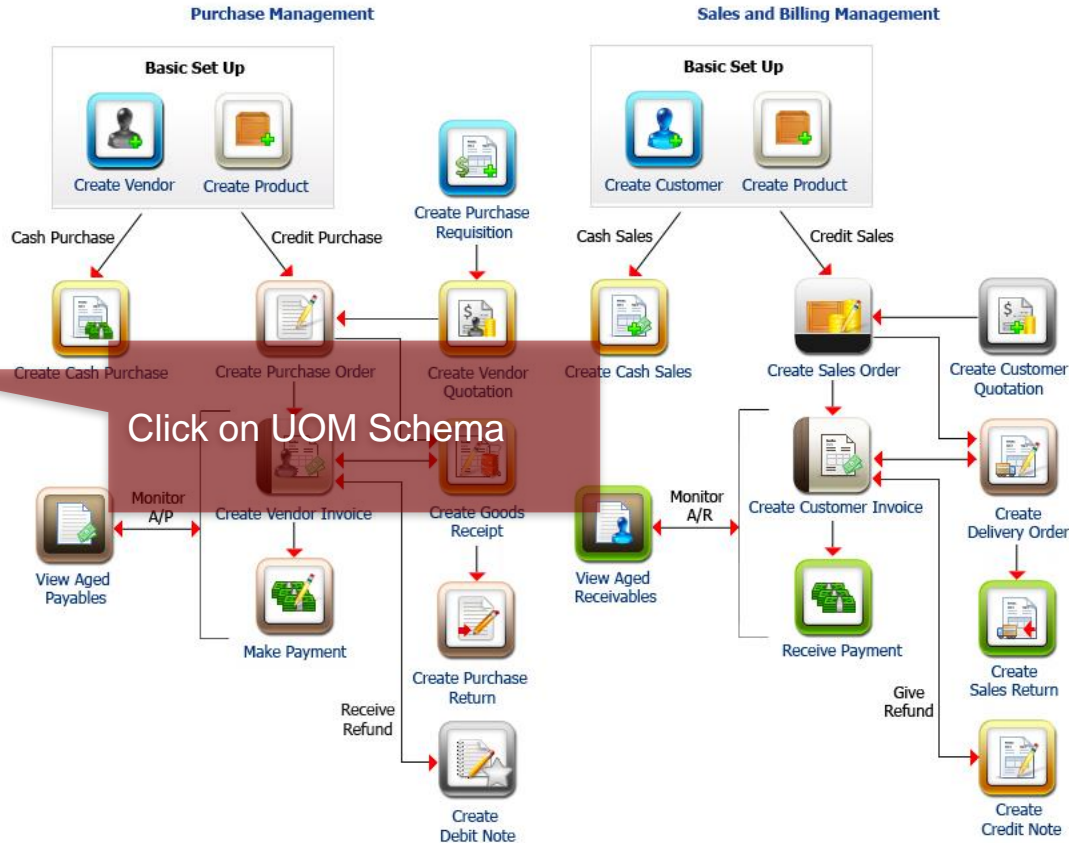 Purchase Management
Basic Set Up
Create Vendor
Create Product
Create Purchase
Requisition
Cash Purchase
Credit Purchase
Create Cash Purchase
Create Purchase Order
Create Vendor
Quotation
Click on UOM Schema
Monitor
A/P
Create Vendor Invoice
Create Goods
Receipt
View Aged
Payables
Make Payment
Create Purchase
Return
Receive
Refund
Create
Debit Note
Sales and Billing Management
Basic Set Up
Create Customer
Create Product
Cash Sales
Credit Sales
Create Cash Sales
Create Sales Order
Create Customer
Quotation
Monitor
A/R
Create Customer Invoice
Create
Delivery Order
View Aged
Receivables
Receive Payment
Create
Sales Return
Give
Refund
Create
Credit Note